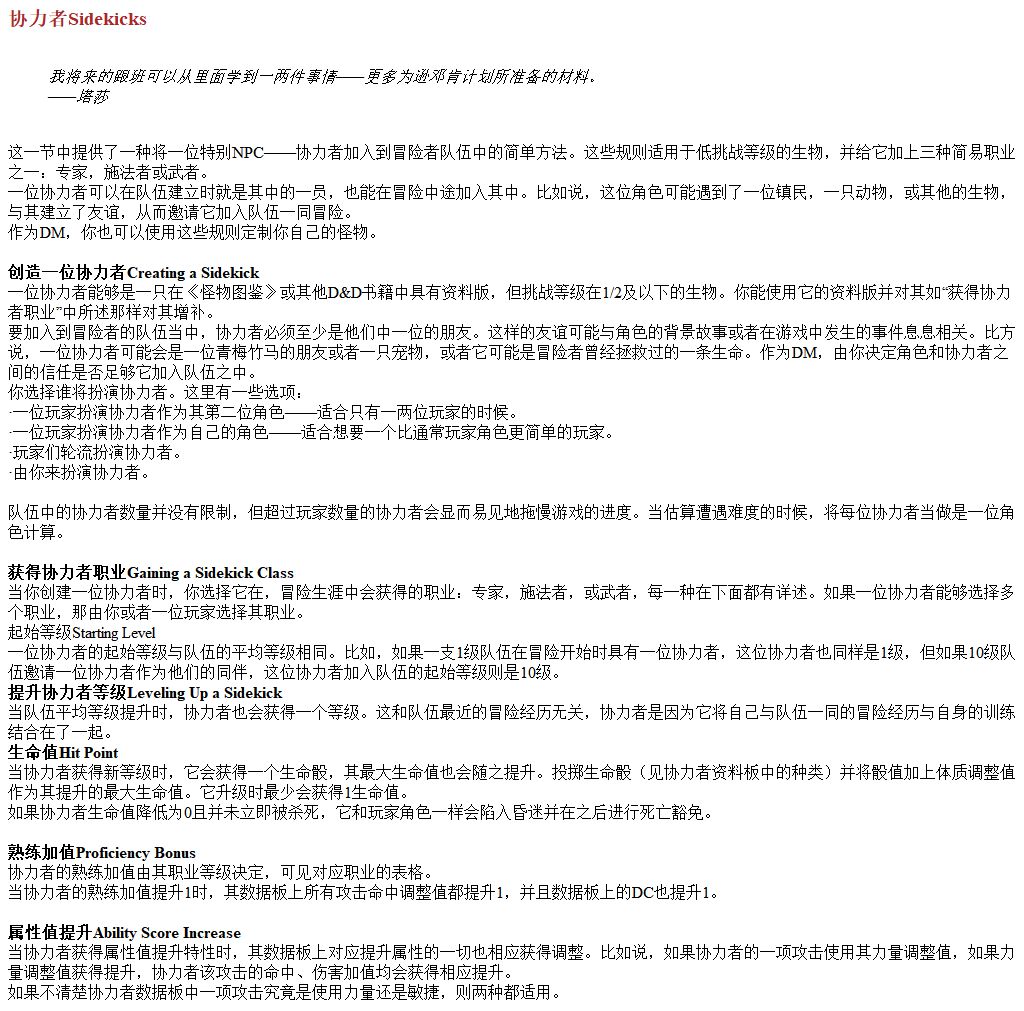 协力者Sidekicks
我将来的跟班可以从里面学到一两件事情——更多为逊邓肯计划所准备的材料。
——塔莎
这一节中提供了一种将一位特别NPC——协力者加入到冒险者队伍中的简单方法。这些规则适用于低挑战等级的生物，并给它加上三种简易职业
之一：专家，施法者或武者。
一位协力者可以在队伍建立时就是其中的一员，也能在冒险中途加入其中。比如说，这位角色可能遇到了一位镇民，一只动物，或其他的生物，
与其建立了友谊，从而邀请它加入队伍一同冒险。
作为DM，你也可以使用这些规则定制你自己的怪物。
创造一位协力者Creating a Sidekick
一位协力者能够是一只在《怪物图鉴》或其他D&D书籍中具有资料版，但挑战等级在1/2及以下的生物。你能使用它的资料版并对其如“获得协力
者职业”中所述那样对其增补。
要加入到冒险者的队伍当中，协力者必须至少是他们中一位的朋友。这样的友谊可能与角色的背景故事或者在游戏中发生的事件息息相关。比方
说，一位协力者可能会是一位青梅竹马的朋友或者一只宠物，或者它可能是冒险者曾经拯救过的一条生命。作为DM，由你决定角色和协力者之
间的信任是否足够它加入队伍之中。
你选择谁将扮演协力者。这里有一些选项：
·一位玩家扮演协力者作为其第二位角色——适合只有一两位玩家的时候。
·一位玩家扮演协力者作为自己的角色——适合想要一个比通常玩家角色更简单的玩家。
·玩家们轮流扮演协力者。
·由你来扮演协力者。
队伍中的协力者数量并没有限制，但超过玩家数量的协力者会显而易见地拖慢游戏的进度。当估算遭遇难度的时候，将每位协力者当做是一位角
色计算。
获得协力者职业Gaining a Sidekick Class
当你创建一位协力者时，你选择它在，冒险生涯中会获得的职业：专家，施法者，或武者，每一种在下面都有详述。如果一位协力者能够选择多
个职业，那由你或者一位玩家选择其职业。
起始等级Starting Level
一位协力者的起始等级与队伍的平均等级相同。比如，如果一支1级队伍在冒险开始时具有一位协力者，这位协力者也同样是1级，但如果10级队
伍邀请一位协力者作为他们的同伴，这位协力者加入队伍的起始等级则是10级。
提升协力者等级Leveling Up a Sidekick
当队伍平均等级提升时，协力者也会获得一个等级。这和队伍最近的冒险经历无关，协力者是因为它将自己与队伍一同的冒险经历与自身的训练
结合在了一起。
生命值Hit Point
当协力者获得新等级时，它会获得一个生命骰，其最大生命值也会随之提升。投掷生命骰（见协力者资料板中的种类）并将骰值加上体质调整值
作为其提升的最大生命值。它升级时最少会获得1生命值。
如果协力者生命值降低为0且并未立即被杀死，它和玩家角色一样会陷入昏迷并在之后进行死亡豁免。
熟练加值Proficiency Bonus
协力者的熟练加值由其职业等级决定，可见对应职业的表格。
当协力者的熟练加值提升1时，其数据板上所有攻击命中调整值都提升1，并且数据板上的DC也提升1。
属性值提升Ability Score Increase
当协力者获得属性值提升特性时，其数据板上对应提升属性的一切也相应获得调整。比如说，如果协力者的一项攻击使用其力量调整值，如果力
量调整值获得提升，协力者该攻击的命中、伤害加值均会获得相应提升。
如果不清楚协力者数据板中一项攻击究竟是使用力量还是敏捷，则两种都适用。